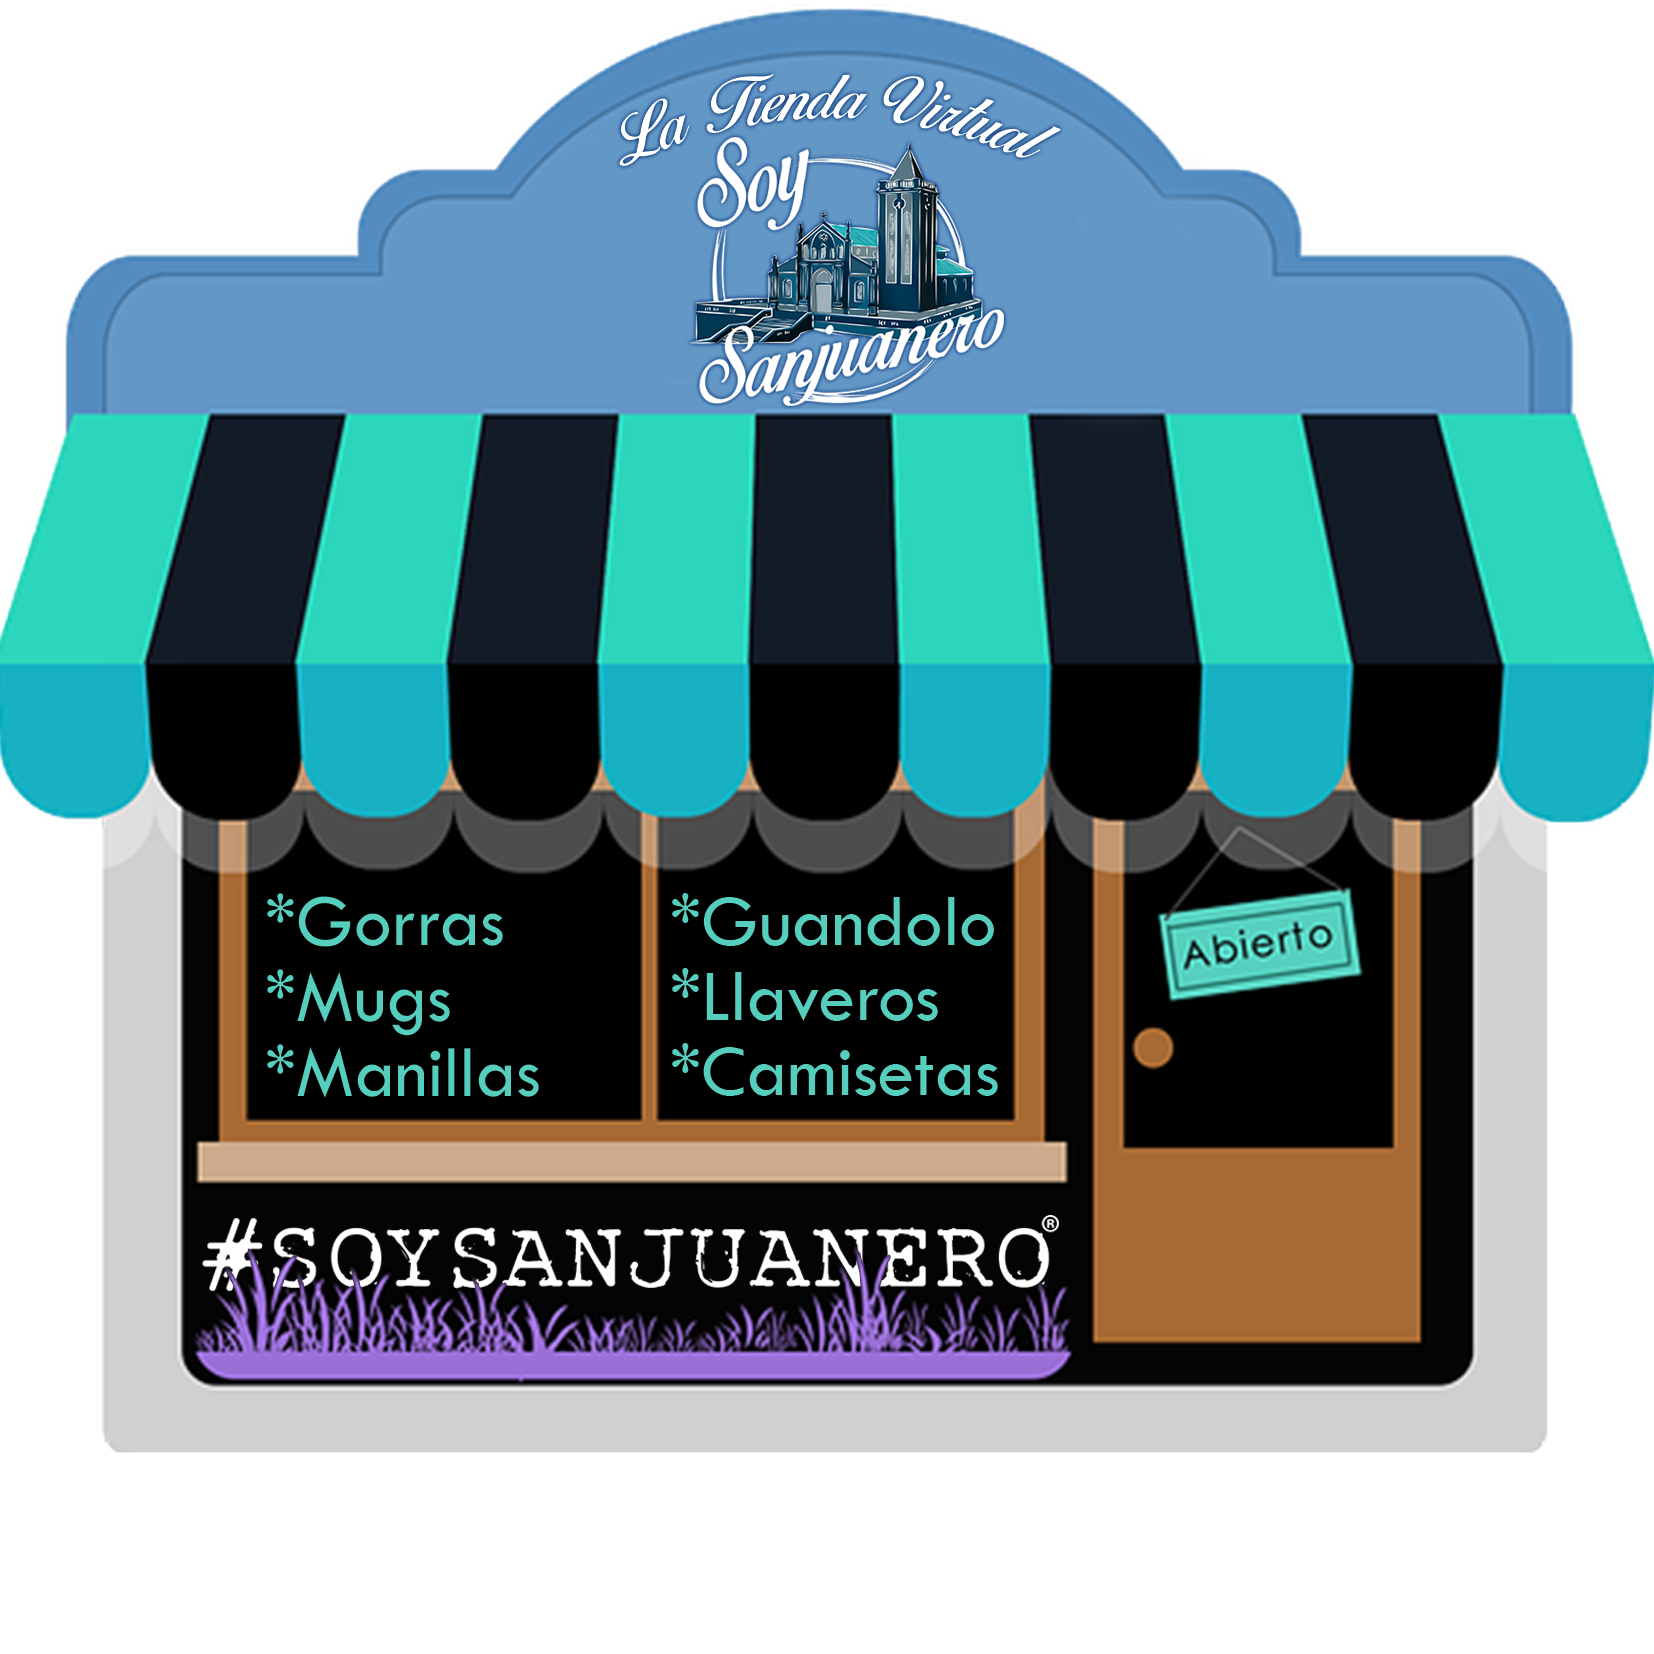 La Tienda Virtual
Soy
Sanjuanero
*Gorras
*Mugs
*Manillas
*Guandolo
*Llaveros
*Camisetas
Abierto
#SOYSANJUANERO®